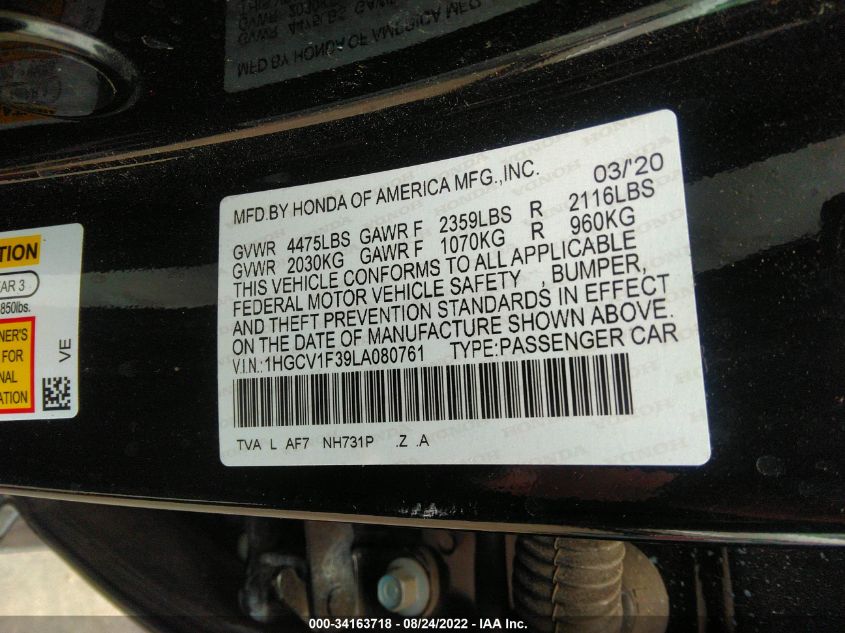 MFD.BY HONDA OF AMERICA MFG.,INC. 03/'20
GVWR 4475LBS GAWR F 2359LBS R 2116LBS
GVWR 2030KG GAWR F 1070KG R 960KG
THIS VEHICLE CONFORMS TO ALL APPLICABLE
FEDERAL MOTOR VEHICLE SAFETY , BUMPER,
AND THEFT PREVENTION STANDARDS IN EFFECT
ON THE DATE OF MANUFACTURE SHOWN ABOVE.
V.I.N.:1HGCV1F39LA080761 TYPE:PASSENGER CAR
TVA L AF7 NH731P .Z .A
EAR 3
850lbs.
NER'S
FOR
VE
000-34163718 - 08/24/2022 - IAA Inc.